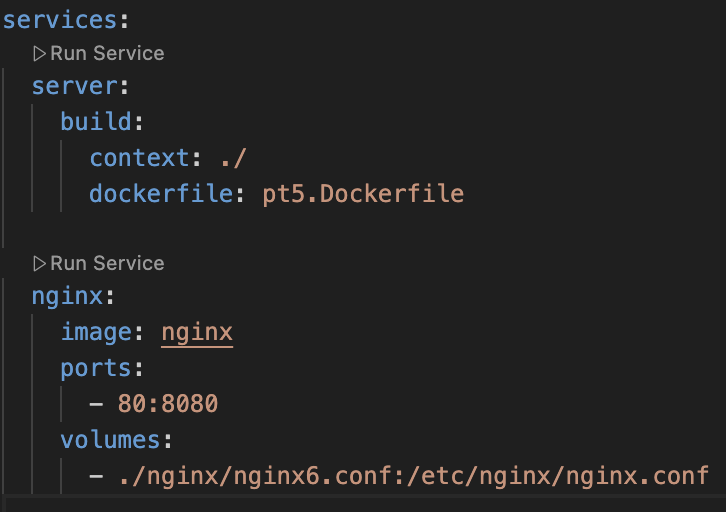 services:
▷ Run Service
server:
build:
context: ./
dockerfile: pt5.Dockerfile
▷ Run Service
nginx:
image: nginx
ports:
- 80:8080
volumes:
- ./nginx/nginx6.conf:/etc/nginx/nginx.conf